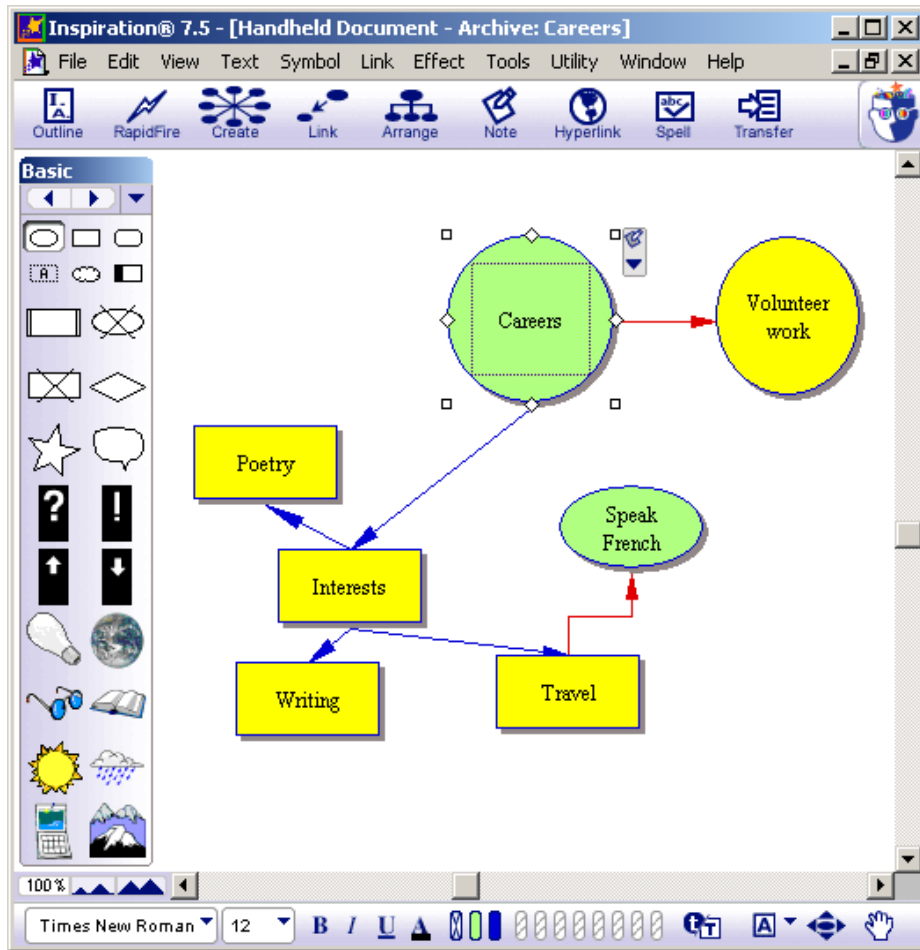 Inspiration® 7.5 - [Handheld Document - Archive: Careers]
File Edit View Text Symbol Link Effect Tools Utility Window Help
Outline RapidFire Create Link Arrange Note Hyperlink Spell Transfer
Basic
Careers
Volunteer
work
Poetry
Speak
French
Interests
Writing
Travel
100%
Times New Roman 12 B I U A